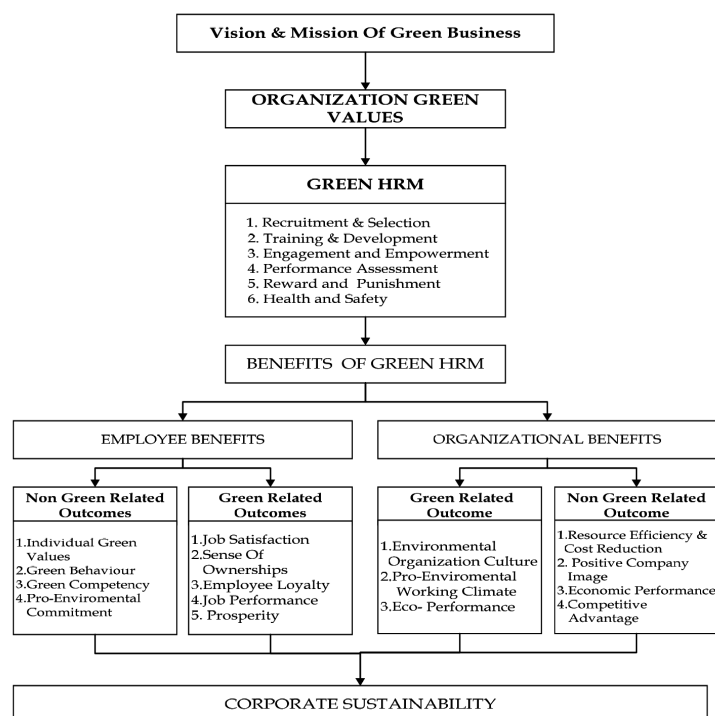 Vision & Mission Of Green Business
ORGANIZATION GREEN
VALUES
GREEN HRM
1. Recruitment & Selection
2. Training & Development
3. Engagement and Empowerment
4. Performance Assessment
5. Reward and Punishment
6. Health and Safety
BENEFITS OF GREEN HRM
EMPLOYEE BENEFITS
ORGANIZATIONAL BENEFITS
Non Green Related
Outcomes
1.Individual Green
Values
2.Green Behaviour
3.Green Competency
4.Pro-Enviromental
Commitment
Green Related
Outcomes
1.Job Satisfaction
2.Sense Of
Ownerships
3.Employee Loyalty
4.Job Performance
5. Prosperity
Green Related
Outcome
1.Environmental
Organization Culture
2.Pro-Enviromental
Working Climate
3.Eco- Performance
Non Green Related
Outcome
1.Resource Efficiency &
Cost Reduction
2. Positive Company
Image
3.Economic Performance
4.Competitive
Advantage
CORPORATE SUSTAINABILITY